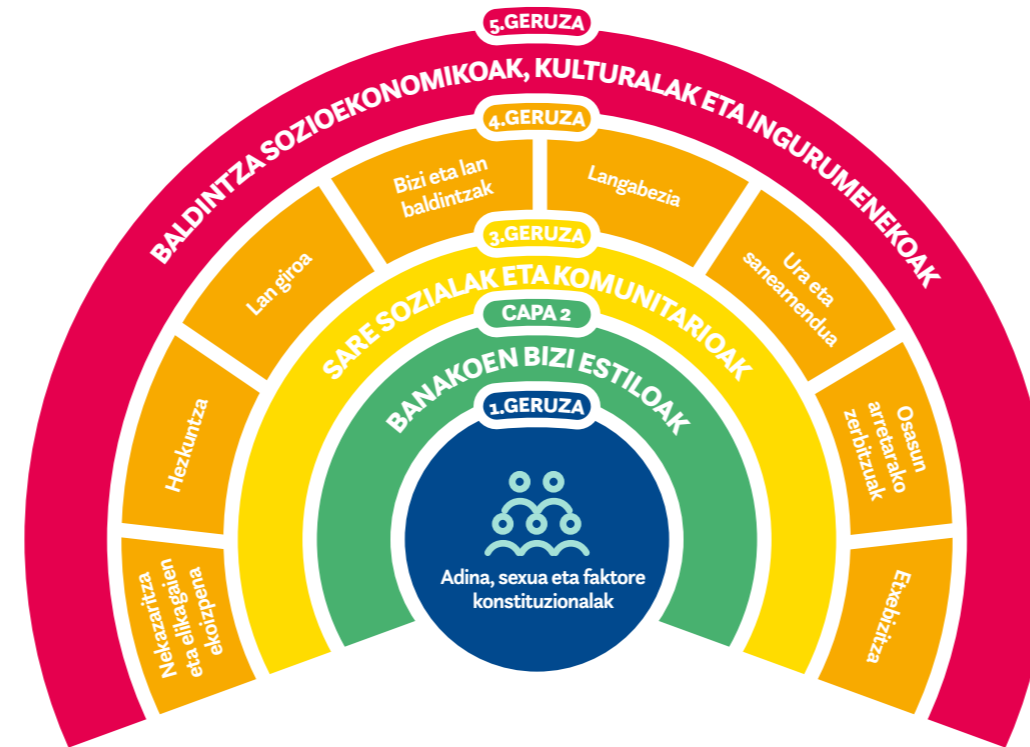 5.GERUZA
BALDINTZA SOZIOEKONOMIKOAK, KULTURALAK ETA INGURUMENEKOAK
4.GERUZA
Nekazaritza
eta elikagaien
ekoizpena
Hezkuntza
Lan giroa
Bizi eta lan
baldintzak
Langabezia
Ura eta
saneamendua
Osasun
arretarako
zerbitzuak
Etxebizitza
3.GERUZA
SARE SOZIALAK ETA KOMUNITARIOAK
CAPA 2
BANAKOEN BIZI ESTILOAK
1.GERUZA
Adina, sexua eta faktore
konstituzionalak